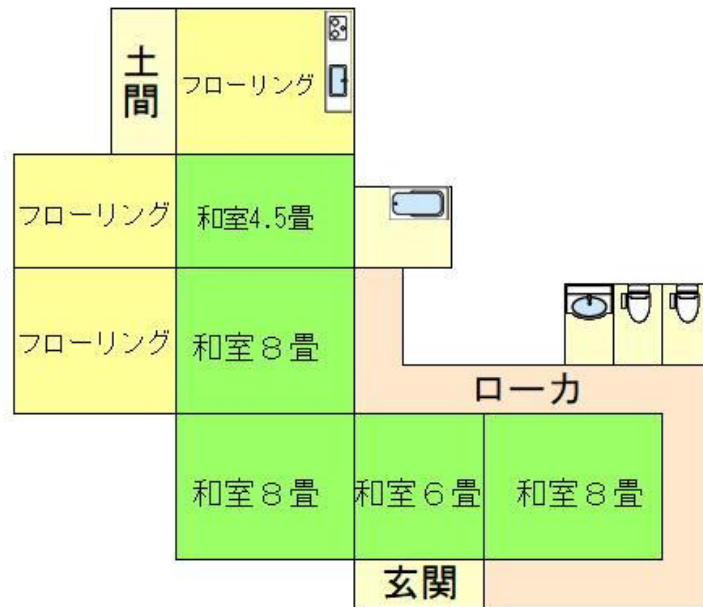 土
間
フローリング
フローリング
和室4.5畳
フローリング
和室８畳
ローカ
和室８畳
和室６畳
和室８畳
玄関